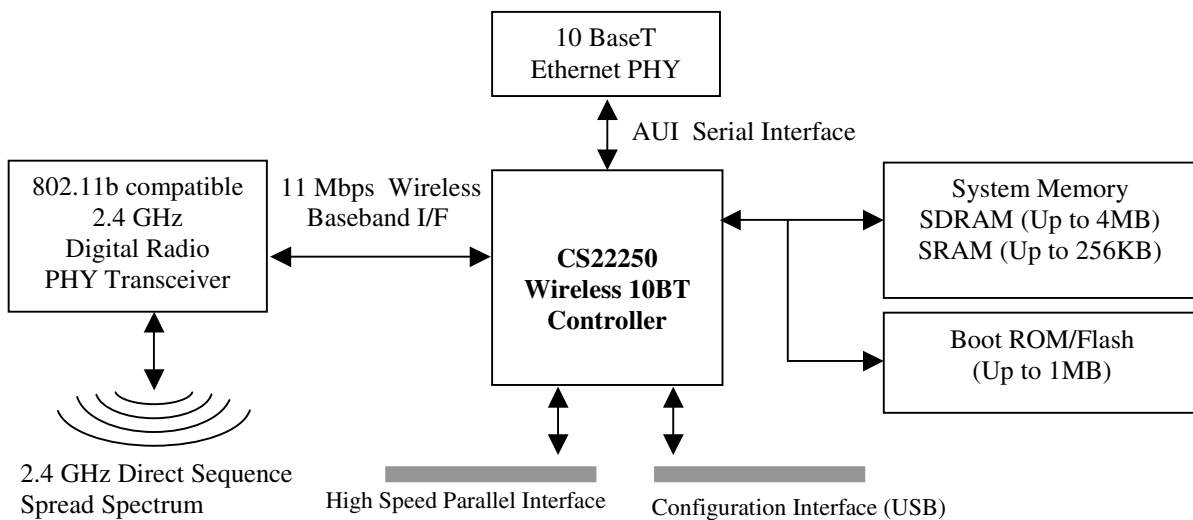 10 BaseT
Ethernet PHY
AUI Serial Interface
802.11b compatible
2.4 GHz
Digital Radio
PHY Transceiver
11 Mbps Wireless
Baseband I/F
CS22250
Wireless 10BT
Controller
System Memory
SDRAM (Up to 4MB)
SRAM (Up to 256KB)
Boot ROM/Flash
(Up to 1MB)
2.4 GHz Direct Sequence
Spread Spectrum
High Speed Parallel Interface
Configuration Interface (USB)